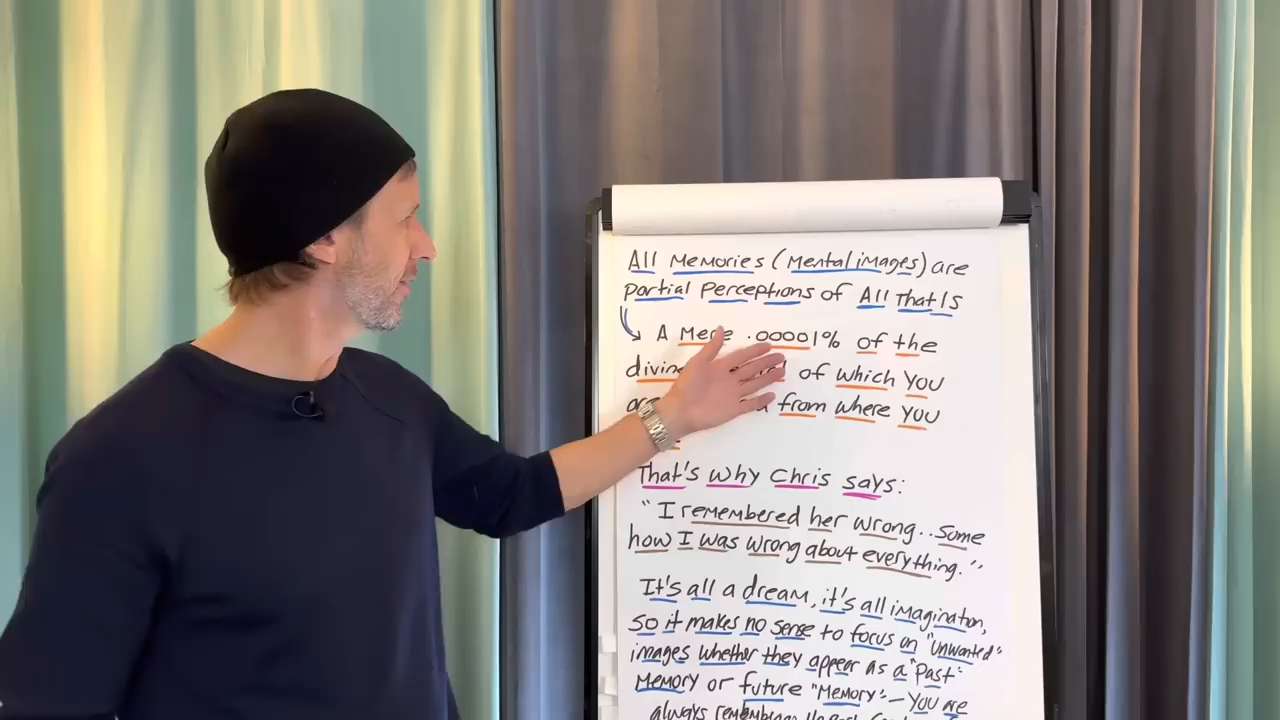 All Memories (Mental images) are
partial perceptions of All That Is
A Mere .00001% of the
divine of which You
from where you
That's why Chris says:
"I remembered her wrong.. Some
how I was wrong about everything."
It's all a dream, it's all imagination,
so it makes no sense to focus on "unwanted"
images whether they appear as a "past"
Memory or future "Memory" – You are
always